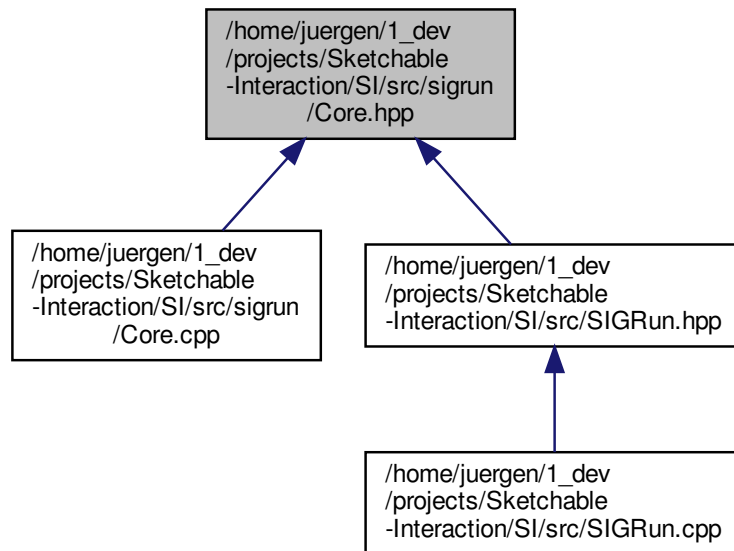 /home/juergen/1_dev
/projects/Sketchable
-Interaction/SI/src/sigrun
/Core.hpp
/home/juergen/1_dev
/projects/Sketchable
-Interaction/SI/src/sigrun
/Core.cpp
/home/juergen/1_dev
/projects/Sketchable
-Interaction/SI/src/SIGRun.hpp
/home/juergen/1_dev
/projects/Sketchable
-Interaction/SI/src/SIGRun.cpp